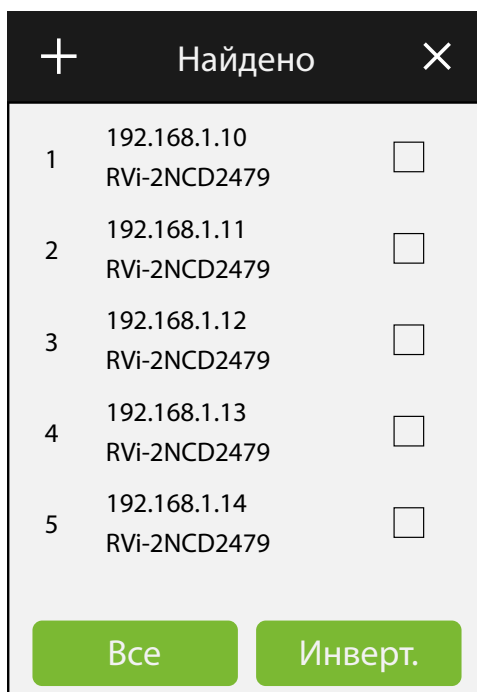 Найдено
1
192.168.1.10
RVi-2NCD2479
2
192.168.1.11
RVi-2NCD2479
3
192.168.1.12
RVi-2NCD2479
4
192.168.1.13
RVi-2NCD2479
5
192.168.1.14
RVi-2NCD2479
Все
Инверт.